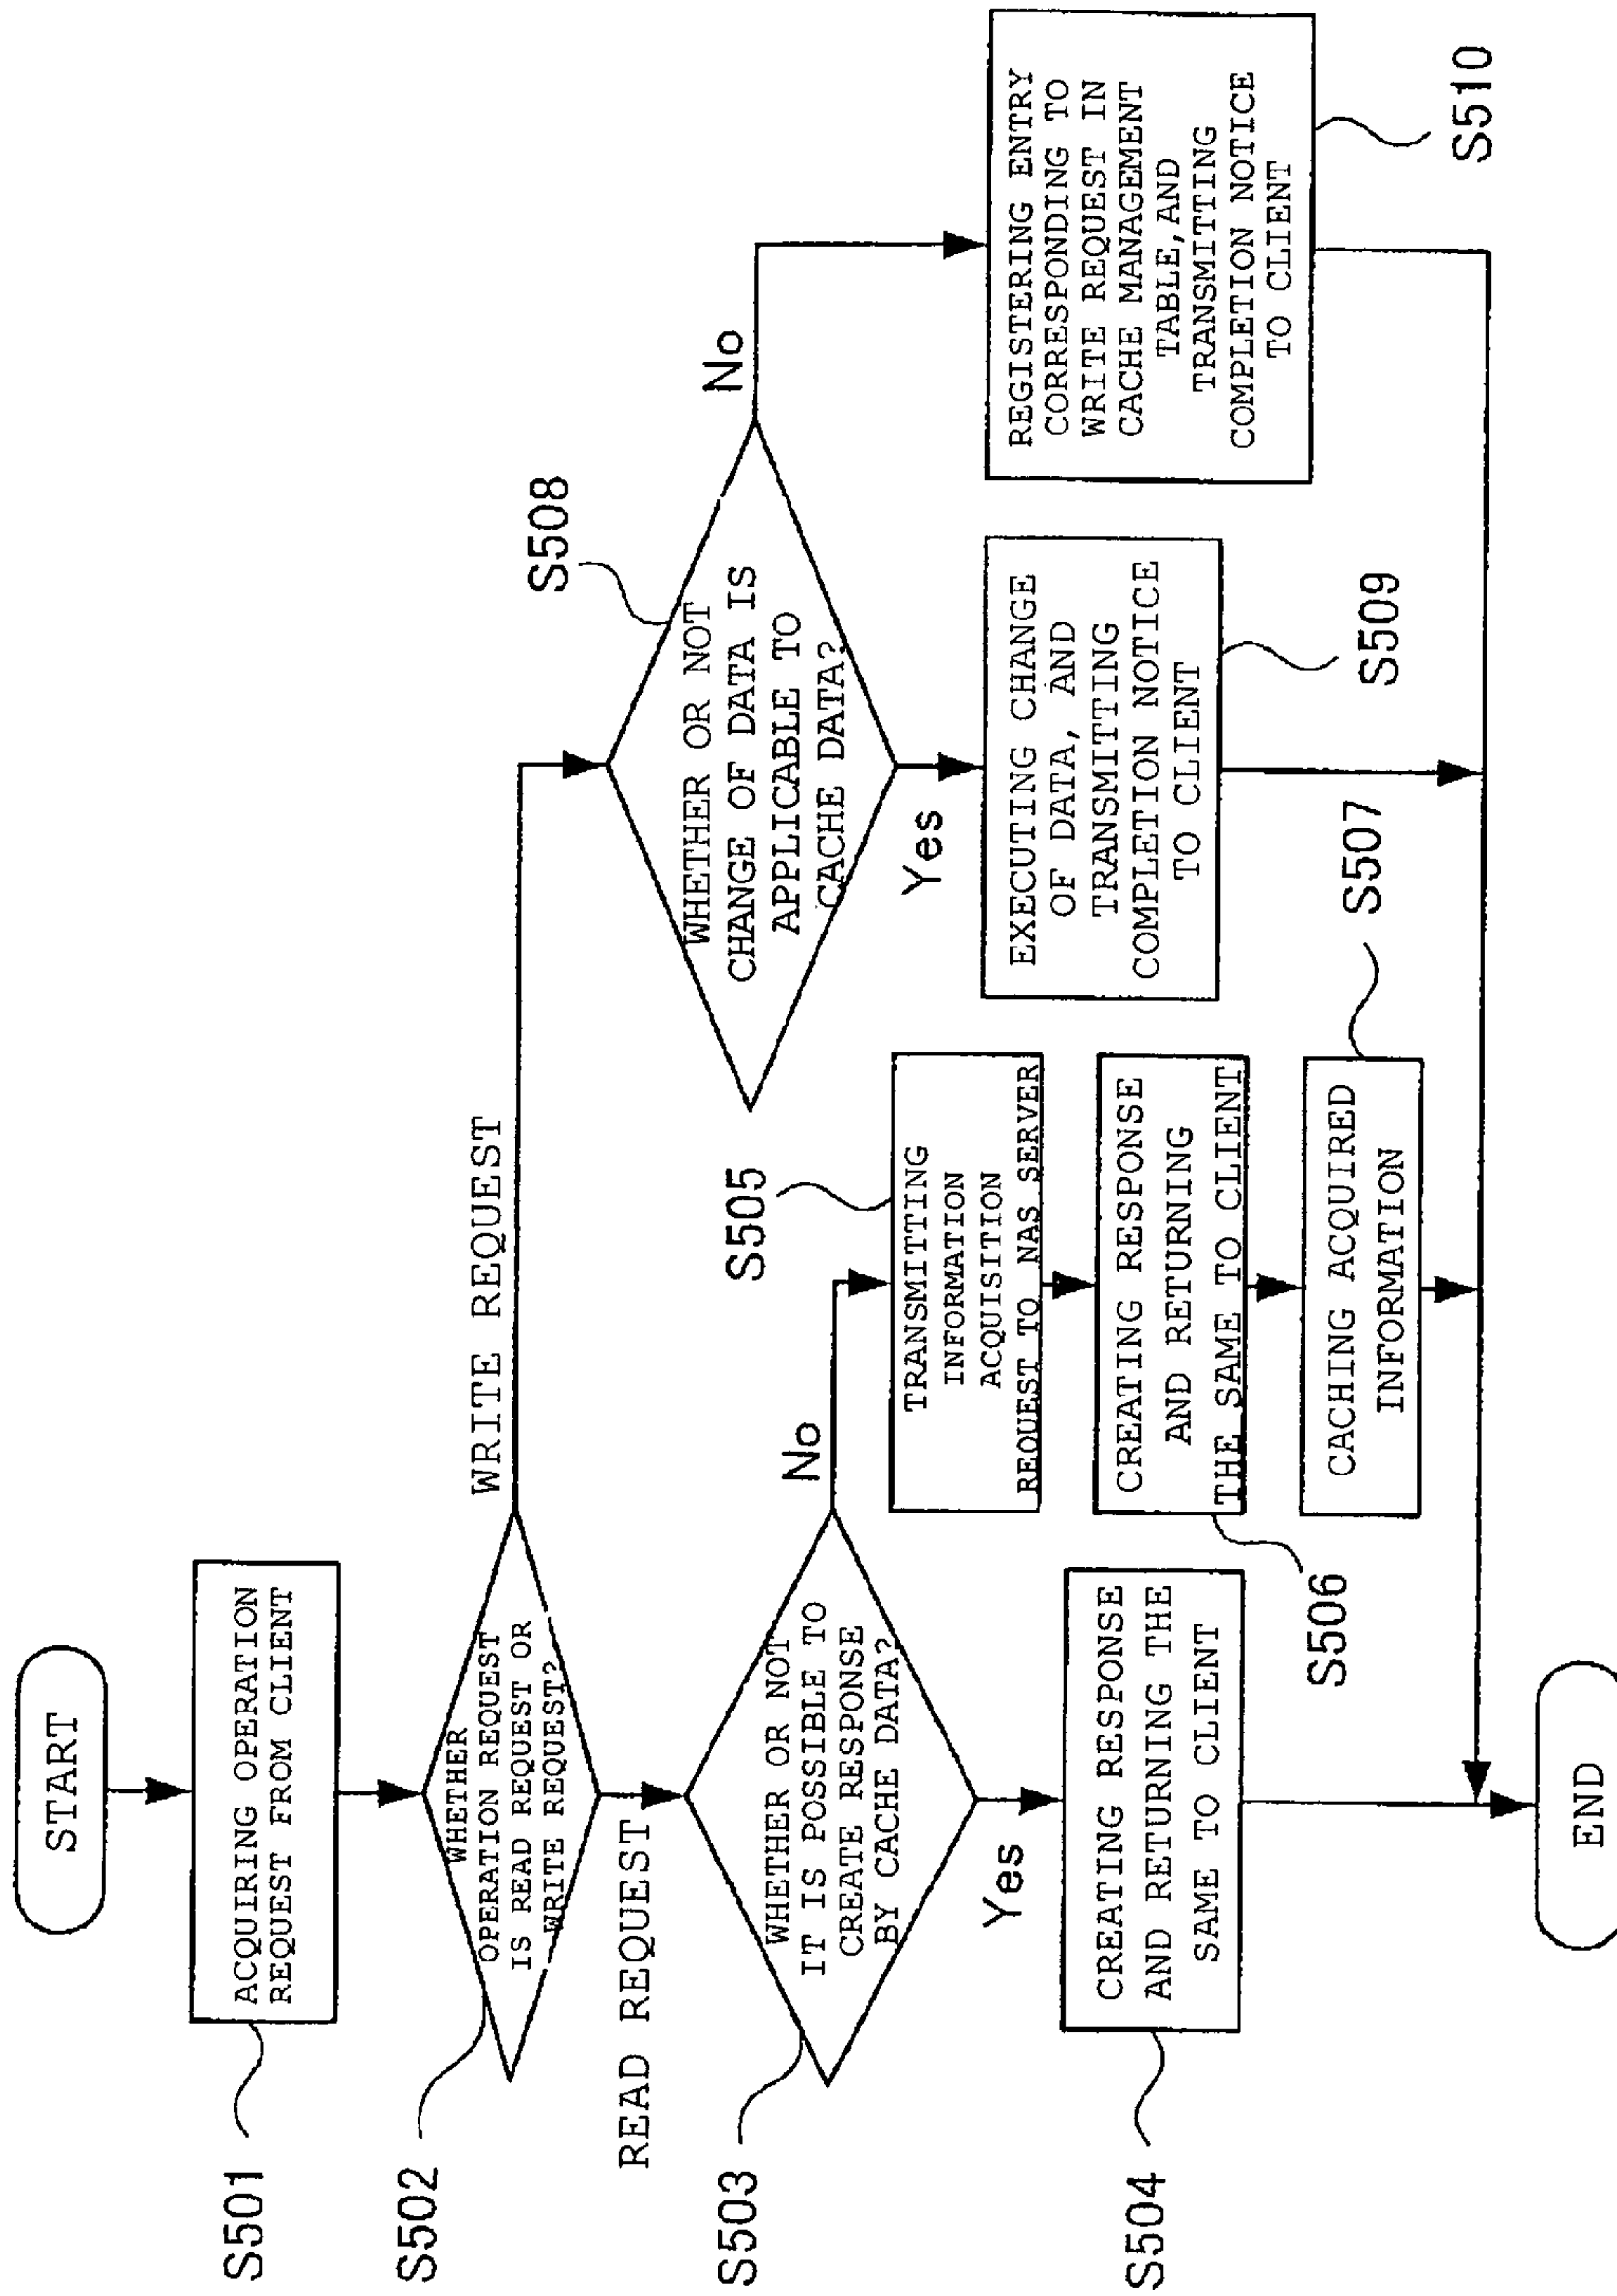 START
S501
ACQUIRING OPERATION
REQUEST FROM CLIENT
S502
WHETHER
OPERATION REQUEST
IS READ REQUEST OR
WRITE REQUEST?
WRITE REQUEST
READ REQUEST
S503
WHETHER OR NOT
IT IS POSSIBLE TO
CREATE RESPONSE
BY CACHE DATA?
No
Yes
S504
CREATING RESPONSE
AND RETURNING THE
SAME TO CLIENT
S505
TRANSMITTING
INFORMATION
ACQUISITION
REQUEST TO NAS SERVER
S506
CREATING RESPONSE
AND RETURNING
THE SAME TO CLIENT
S507
CACHING ACQUIRED
INFORMATION
S508
WHETHER OR NOT
CHANGE OF DATA IS
APPLICABLE TO
CACHE DATA?
No
Yes
S509
EXECUTING CHANGE
OF DATA, AND
TRANSMITTING
COMPLETION NOTICE
TO CLIENT
S510
REGISTERING ENTRY
CORRESPONDING TO
WRITE REQUEST IN
CACHE MANAGEMENT
TABLE,AND
TRANSMITTING
COMPLETION NOTICE
TO CLIENT
END